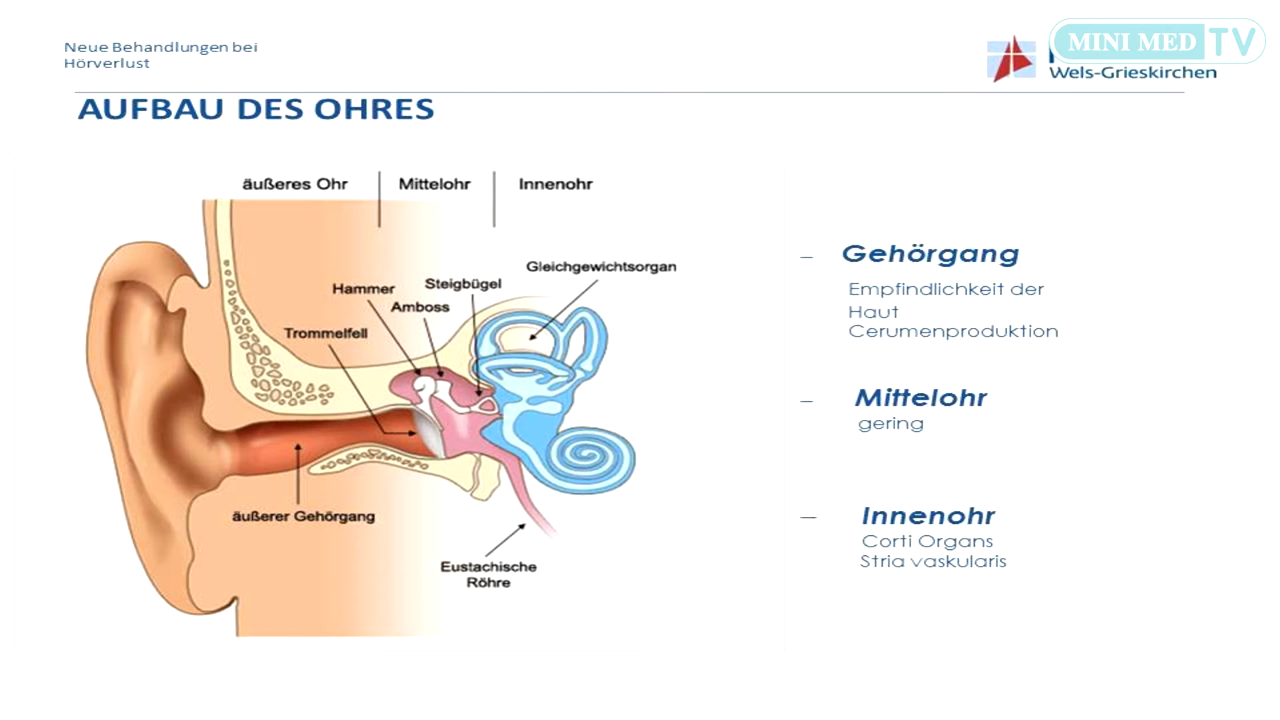 Neue Behandlungen bei
Hörverlust
MINI MED TV
Wels-Grieskirchen
AUFBAU DES OHRES
äußeres Ohr
Mittelohr
Innenohr
Gleichgewichtsorgan
Steigbügel
Hammer
Amboss
Trommelfell
äußerer Gehörgang
Eustachische
Röhre
– Gehörgang
Empfindlichkeit der
Haut
Cerumenproduktion
– Mittelohr
gering
– Innenohr
Corti Organs
Stria vaskularis